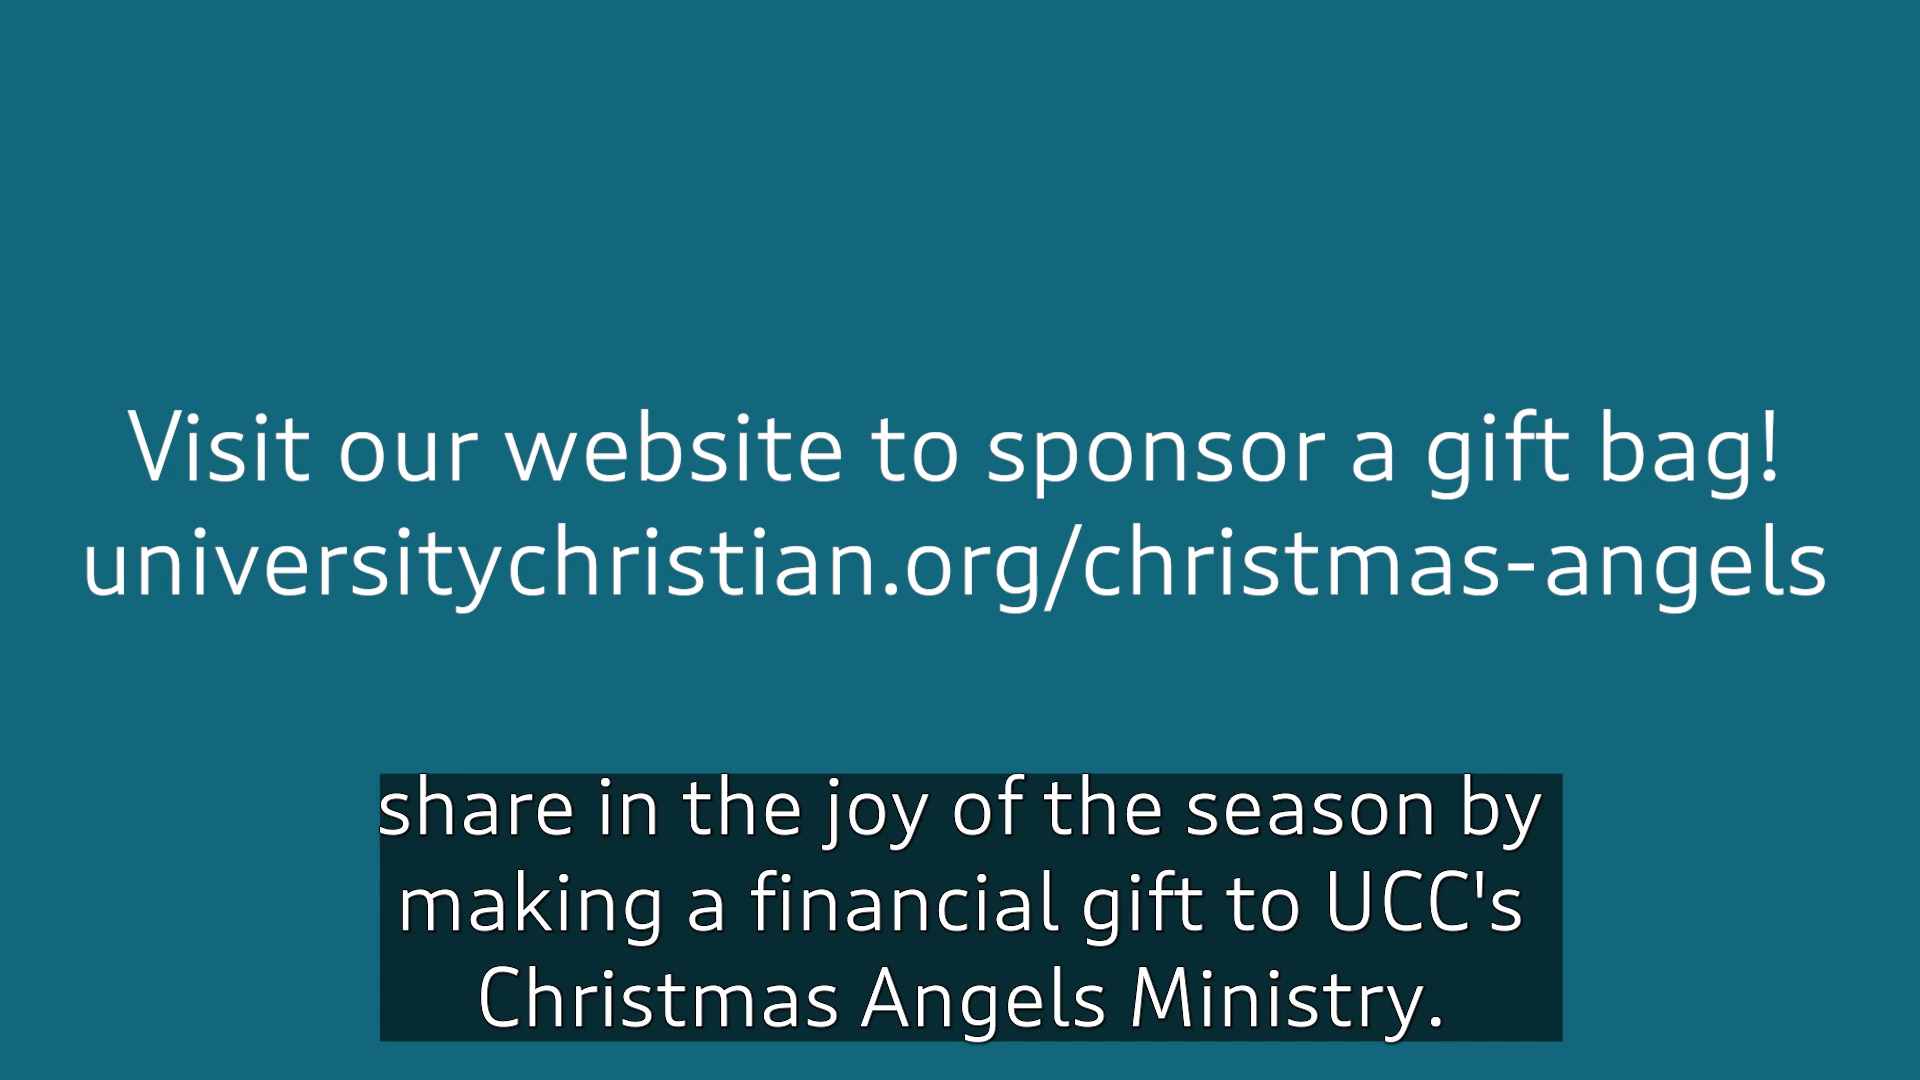 Visit our website to sponsor a gift bag!
universitychristian.org/christmas-angels
share in the joy of the season by
making a financial gift to UCC's
Christmas Angels Ministry.